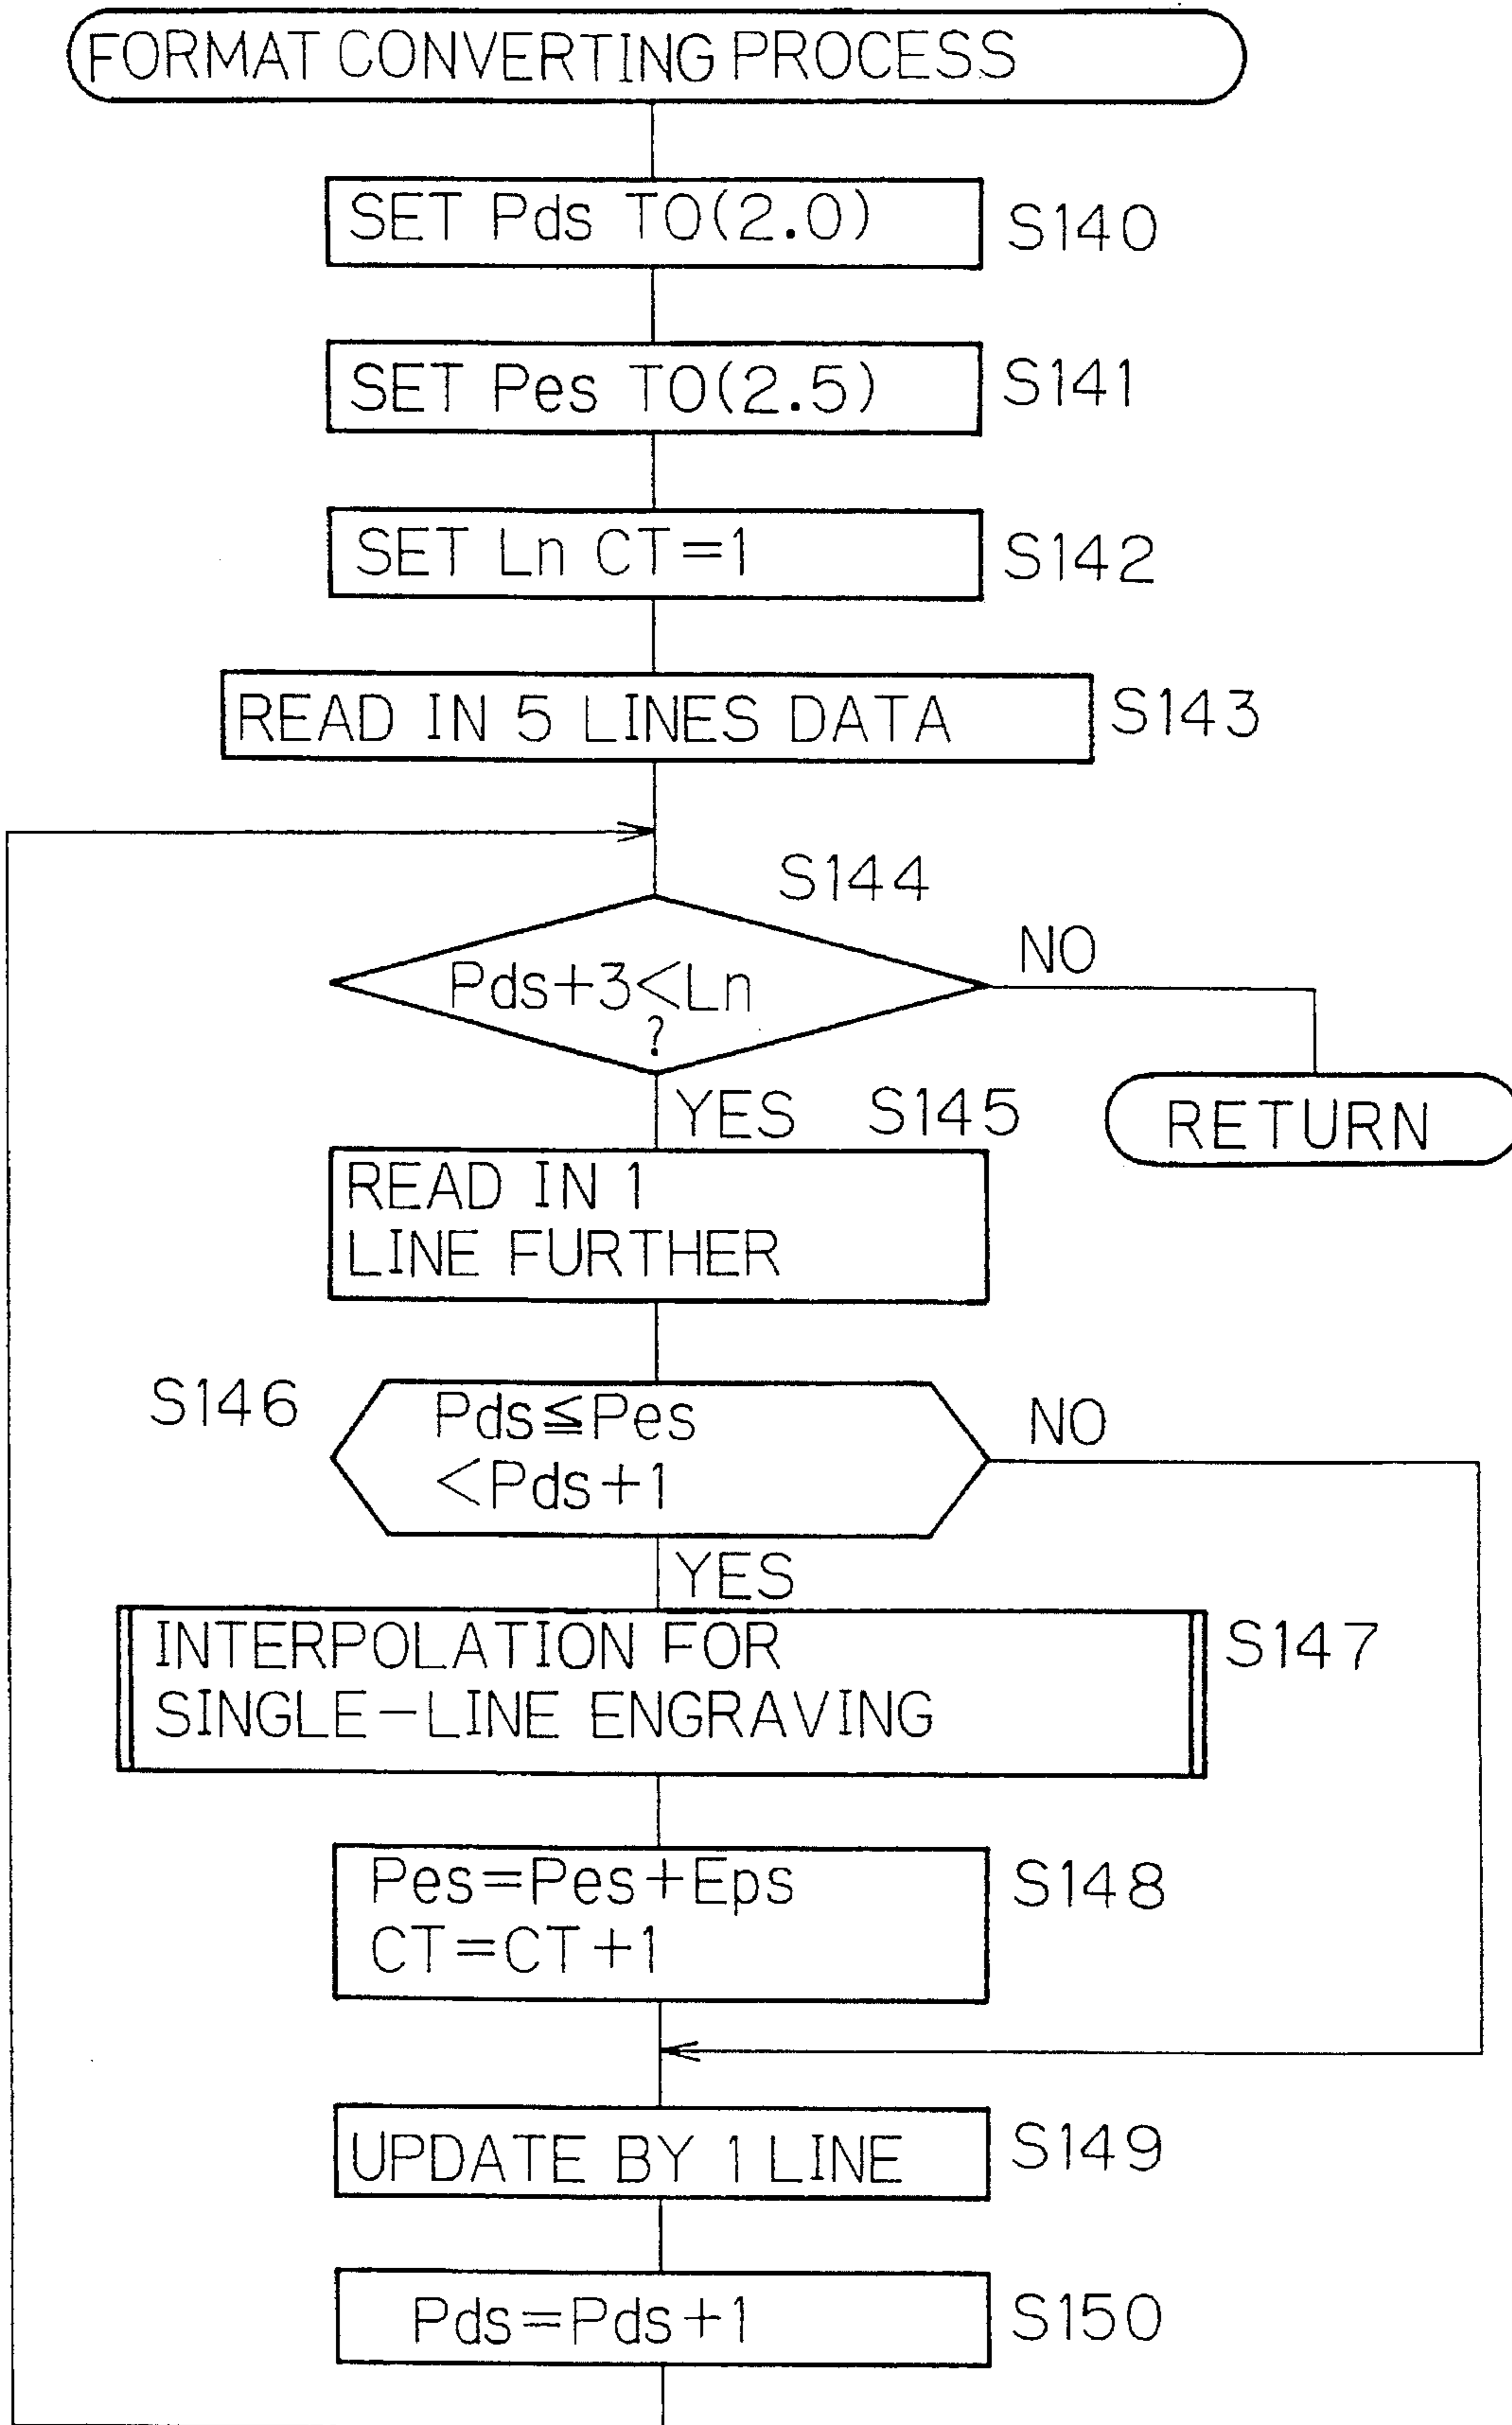 FORMAT CONVERTING PROCESS
SET Pds TO(2.0)
S140
SET Pes TO(2.5)
S141
SET Ln CT=1
S142
READ IN 5 LINES DATA
S143
S144
Pds+3<Ln
?
NO
RETURN
YES
S145
READ IN 1
LINE FURTHER
S146
Pds≦Pes
<Pds+1
NO
YES
INTERPOLATION FOR
SINGLE-LINE ENGRAVING
S147
Pes=Pes+Eps
CT=CT+1
S148
UPDATE BY 1 LINE
S149
Pds=Pds+1
S150